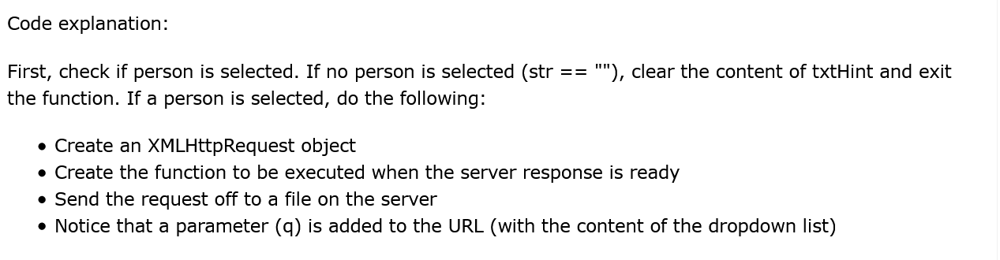 Code explanation:
First, check if person is selected. If no person is selected (str == ""), clear the content of txtHint and exit
the function. If a person is selected, do the following:
• Create an XMLHttpRequest object
• Create the function to be executed when the server response is ready
• Send the request off to a file on the server
• Notice that a parameter (q) is added to the URL (with the content of the dropdown list)